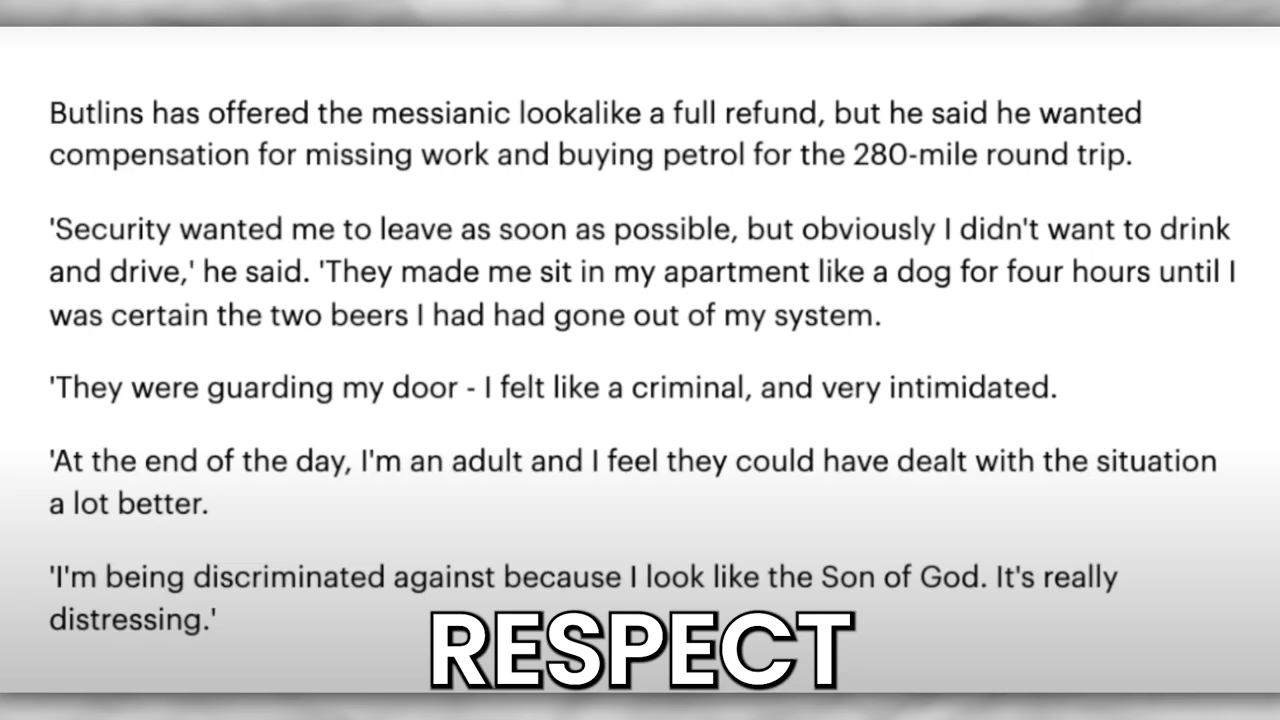 Butlins has offered the messianic lookalike a full refund, but he said he wanted
compensation for missing work and buying petrol for the 280-mile round trip.
'Security wanted me to leave as soon as possible, but obviously I didn't want to drink
and drive,' he said. 'They made me sit in my apartment like a dog for four hours until I
was certain the two beers I had had gone out of my system.
'They were guarding my door - I felt like a criminal, and very intimidated.
'At the end of the day, I'm an adult and I feel they could have dealt with the situation
a lot better.
'I'm being discriminated against because I look like the Son of God. It's really
distressing.'
RESPECT